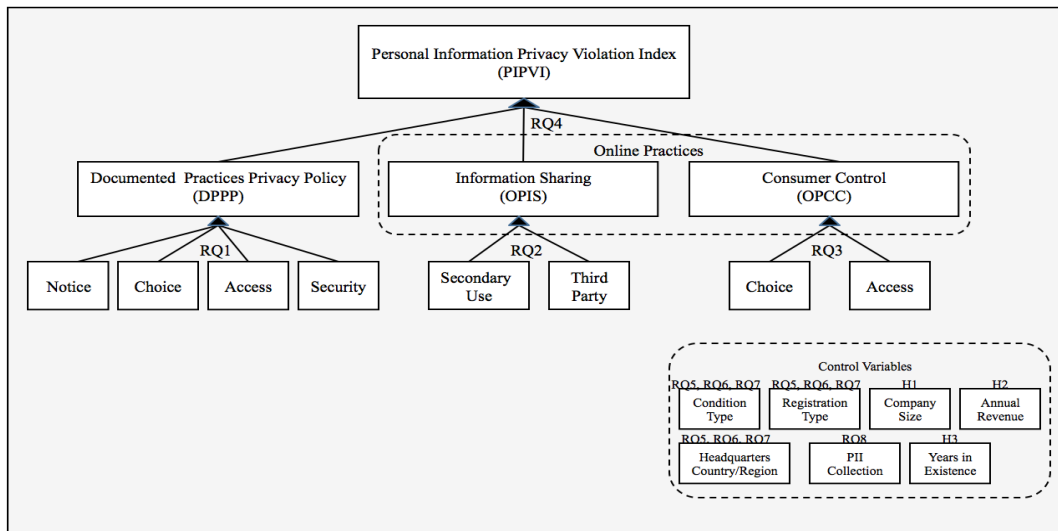 Personal Information Privacy Violation Index
(PIPVI)
RQ4
Online Practices
Documented Practices Privacy Policy
(DPPP)
Information Sharing
(OPIS)
Consumer Control
(OPCC)
RQ1
RQ2
RQ3
Notice
Choice
Access
Security
Secondary
Use
Third
Party
Choice
Access
Control Variables
RQ5, RQ6, RQ7
Condition
Type
RQ5, RQ6, RQ7
Registration
Type
H1
Company
Size
H2
Annual
Revenue
RQ5, RQ6, RQ7
Headquarters
Country/Region
RQ8
PII
Collection
H3
Years in
Existence